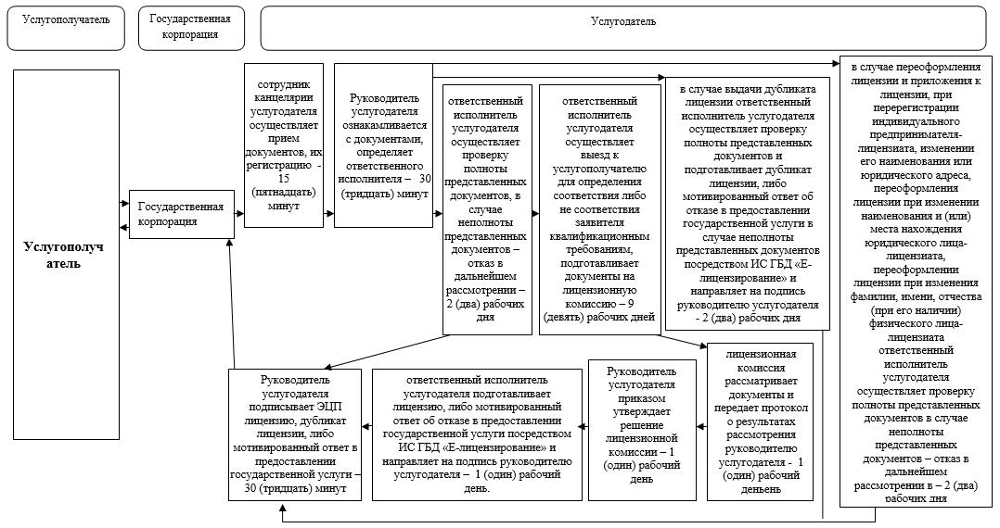 Услугополучатель
Государственная
корпорация
Услугодатель
Услугополуч
атель
Государственная
корпорация
сотрудник
канцелярии
услугодателя
осуществляет
прием
документов, их
регистрацию -
15
(пятнадцать)
минут
Руководитель
услугодателя
ознакамливается
с документами,
определяет
ответственного
исполнителя – 30
(тридцать) минут
ответственный
исполнитель
услугодателя
осуществляет
проверку
полноты
представленных
документов, в
случае
неполноты
представленных
документов –
отказ в
дальнейшем
рассмотрении –
2 (два) рабочих
дня
ответственный
исполнитель
услугодателя
осуществляет
выезд к
услугополучателю
для определения
соответствия либо
не соответствия
заявителя
квалификационным
требованиям,
подготавливает
документы на
лицензионную
комиссию – 9
(девять) рабочих дней
в случае выдачи дубликата
лицензии ответственный
исполнитель услугодателя
осуществляет проверку
полноты представленных
документов и
подготавливает дубликат
лицензии, либо
мотивированный ответ об
отказе в предоставлении
государственной услуги в
случае неполноты
представленных документов
посредством ИС ГБД «Е-
лицензирование» и
направляет на подпись
руководителю услугодателя
- 2 (два) рабочих дня
в случае переоформления
лицензии и приложения к
лицензии, при
перерегистрации
индивидуального
предпринимателя-
лицензиата, изменении
его наименования или
юридического адреса,
переоформления
лицензии при изменении
наименования и (или)
места нахождения
юридического лица-
лицензиата,
переоформлении
лицензии при изменения
фамилии, имени, отчества
(при его наличии)
физического лица-
лицензиата
ответственный
исполнитель
услугодателя
осуществляет проверку
полноты представленных
документов в случае
неполноты
представленных
документов – отказ в
дальнейшем
рассмотрении в – 2 (два)
рабочих дня
Руководитель
услугодателя
подписывает ЭЦП
лицензию, дубликат
лицензии, либо
мотивированный ответ в
предоставлении
государственной услуги –
30 (тридцать) минут
ответственный исполнитель
услугодателя подготавливает
лицензию, либо мотивированный
ответ об отказе в предоставлении
государственной услуги посредством
ИС ГБД «Е-лицензирование» и
направляет на подпись руководителю
услугодателя – 1 (один) рабочий
день.
Руководитель
услугодателя
приказом
утверждает
решение
лицензионной
комиссии – 1
(один) рабочий
день
лицензионная
комиссия
рассматривает
документы и
передает протокол
о результатах
рассмотрения
руководителю
услугодателя - 1
(один) рабочий
деньень